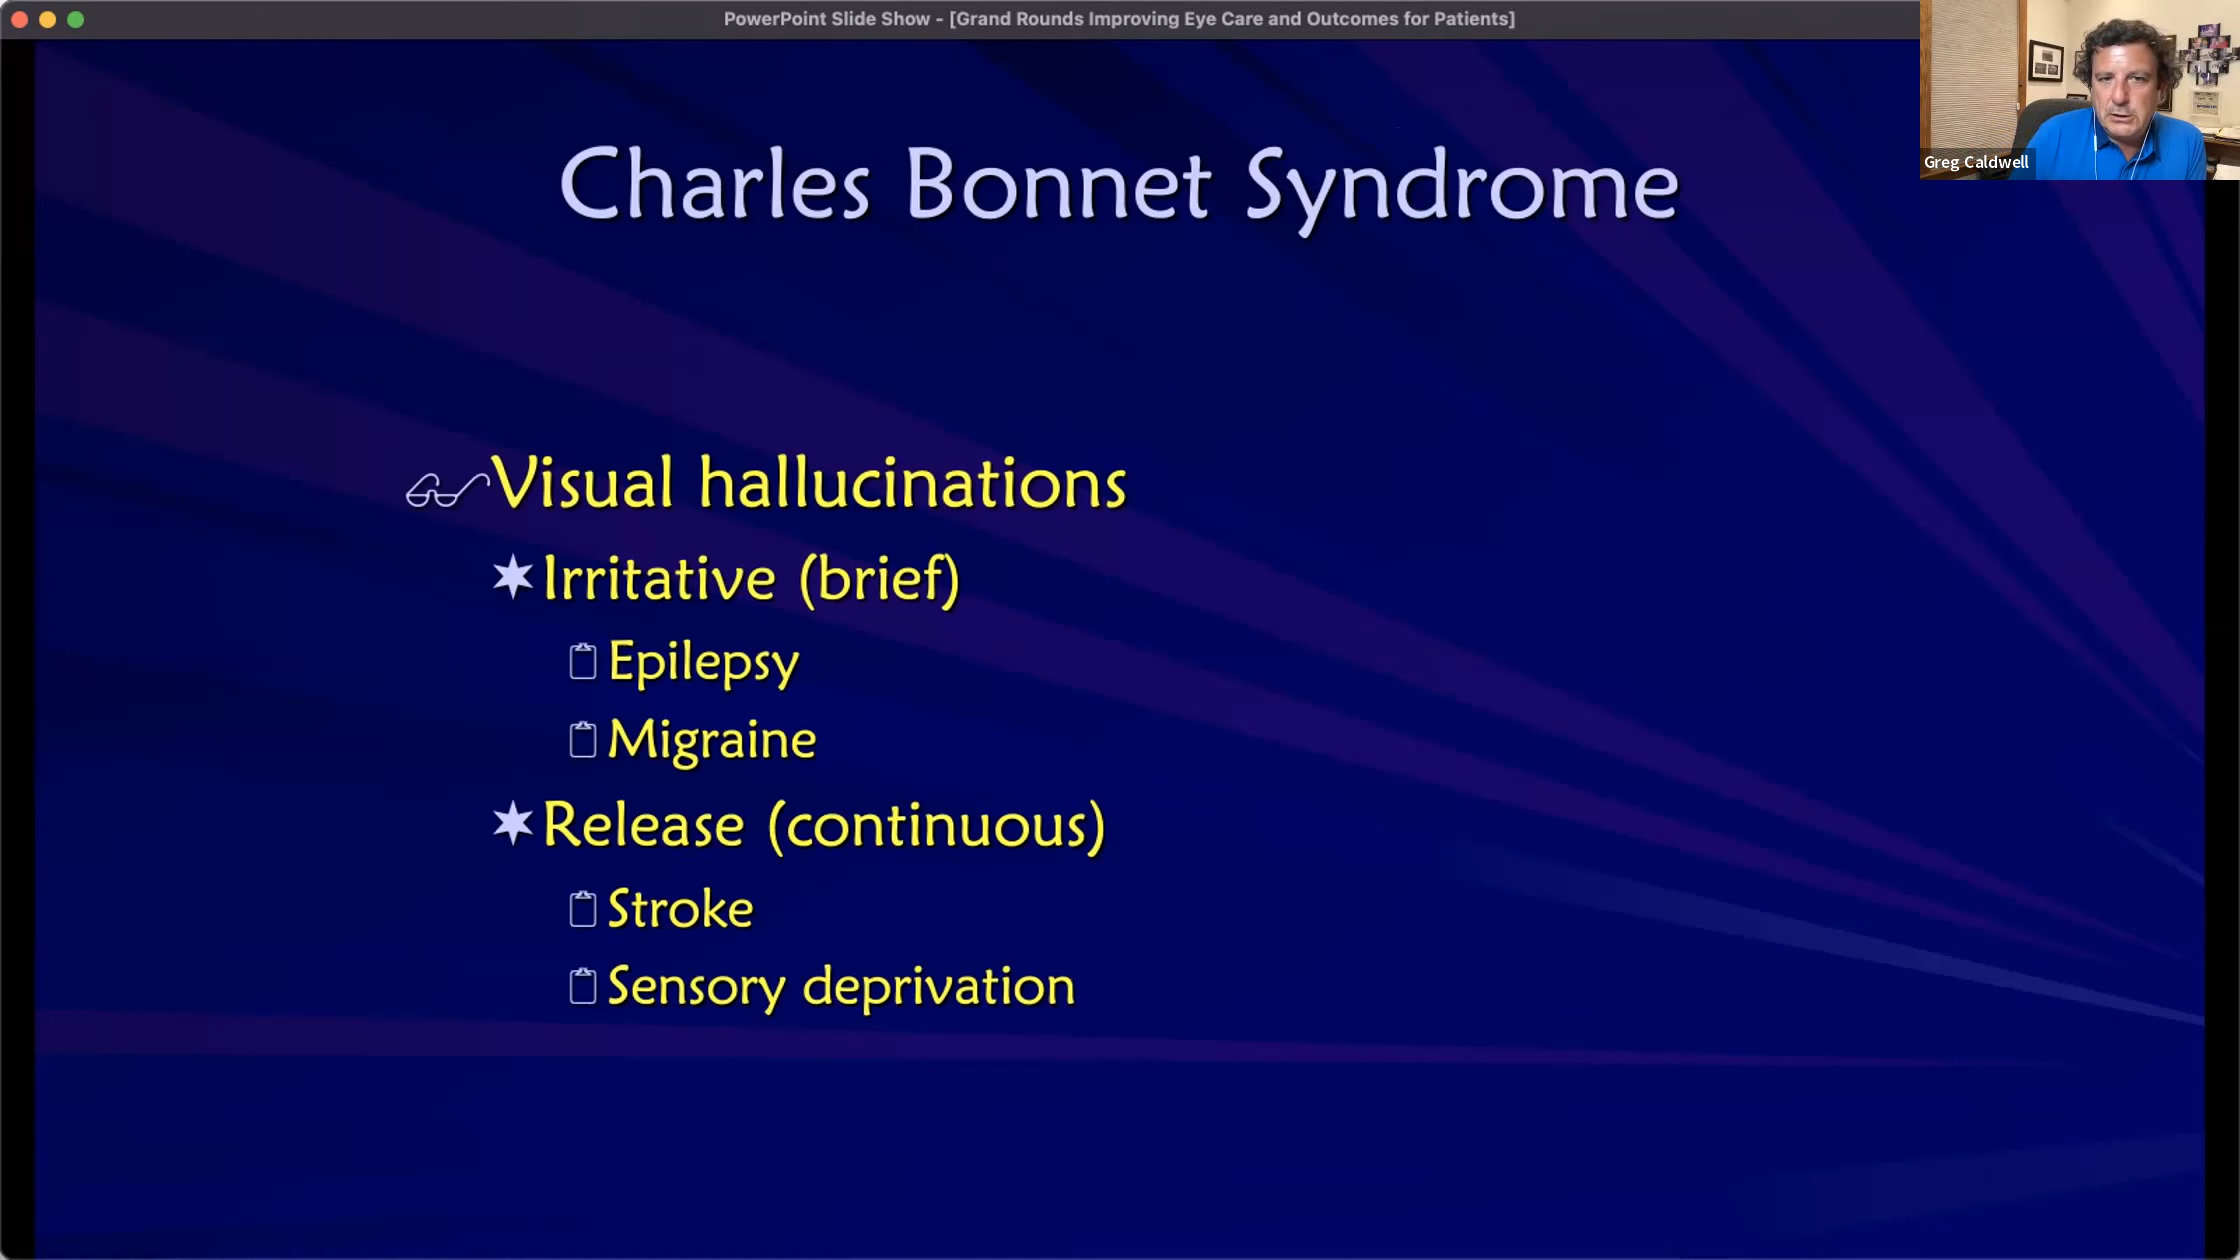 PowerPoint Slide Show - [Grand Rounds Improving Eye Care and Outcomes for Patients]
Greg Caldwell
Charles Bonnet Syndrome
Visual hallucinations
Irritative (brief)
Epilepsy
Migraine
Release (continuous)
Stroke
Sensory deprivation